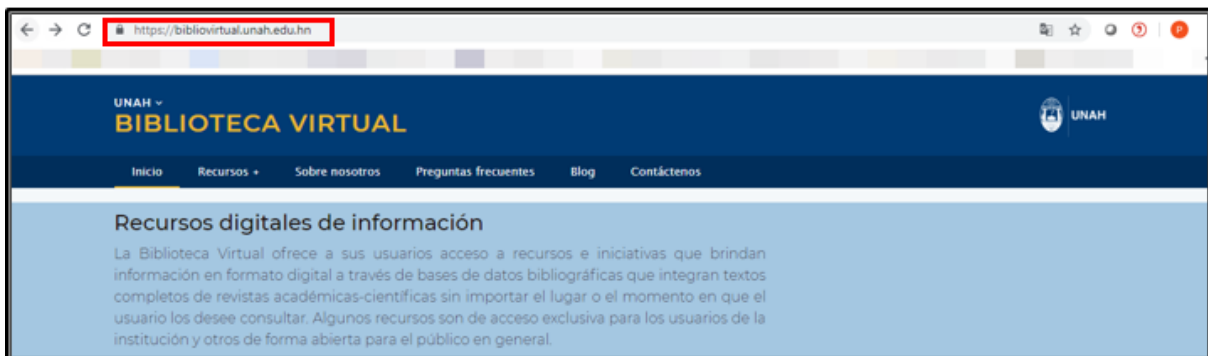 https://bibliovirtual.unah.edu.hn
P
UNAH
BIBLIOTECA VIRTUAL
UNAH
Inicio Recursos + Sobre nosotros Preguntas frecuentes Blog Contáctenos
Recursos digitales de información
La Biblioteca Virtual ofrece a sus usuarios acceso a recursos e iniciativas que brindan
información en formato digital a través de bases de datos bibliográficas que integran textos
completos de revistas académicas-científicas sin importar el lugar o el momento en que el
usuario los desee consultar. Algunos recursos son de acceso exclusiva para los usuarios de la
institución y otros de forma abierta para el público en general.